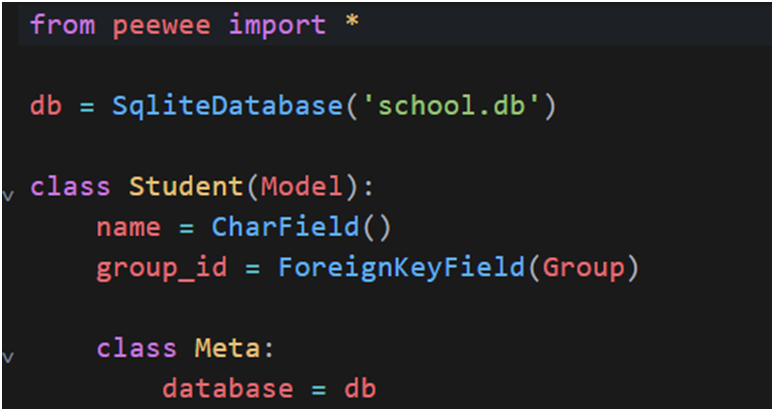 from peewee import *
db = SqliteDatabase('school.db')
class Student(Model):
    name = CharField()
    group_id = ForeignKeyField(Group)
    class Meta:
        database = db